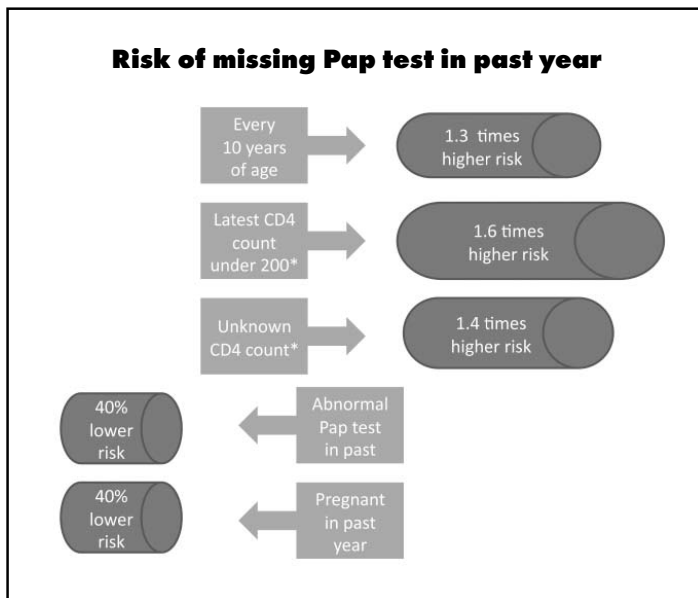 Risk of missing Pap test in past year
Every
10 years
of age
1.3 times
higher risk
Latest CD4
count
under 200*
1.6 times
higher risk
Unknown
CD4 count*
1.4 times
higher risk
40%
lower
risk
Abnormal
Pap test
in past
40%
lower
risk
Pregnant
in past
year